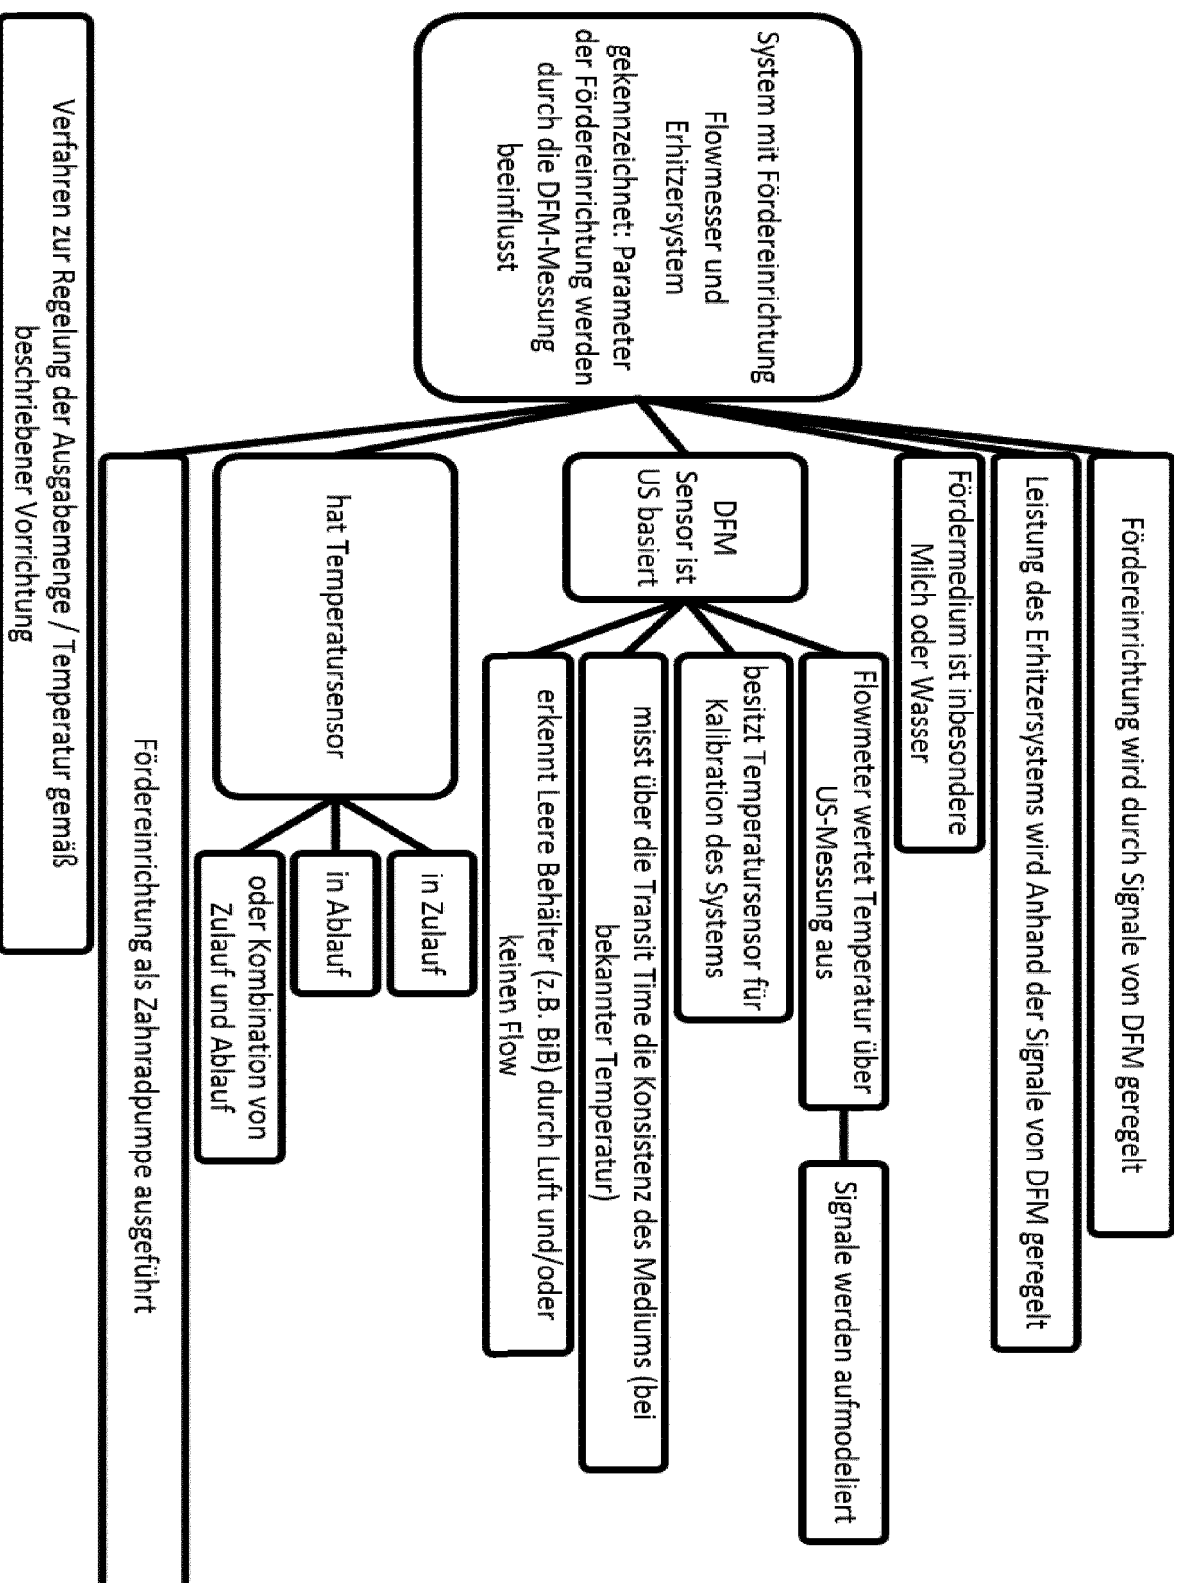 System mit Fördereinrichtung
Flowmesser und
Erhitzersystem
gekennzeichnet: Parameter
der Fördereinrichtung werden
durch die DFM-Messung
beeinflusst
Fördereinrichtung wird durch Signale von DFM geregelt
Leistung des Erhitzersystems wird Anhand der Signale von DFM geregelt
Fördermedium ist inbesondere
Milch oder Wasser
DFM
Sensor ist
US basiert
Flowmeter wertet Temperatur über
US-Messung aus
Signale werden aufmodeliert
besitzt Temperatursensor für
Kalibration des Systems
misst über die Transit Time die Konsistenz des Mediums (bei
bekannter Temperatur)
erkennt Leere Behälter (z.B. BiB) durch Luft und/oder
keinen Flow
hat Temperatursensor
in Zulauf
in Ablauf
oder Kombination von
Zulauf und Ablauf
Fördereinrichtung als Zahnradpumpe ausgeführt
Verfahren zur Regelung der Ausgabemenge / Temperatur gemäß
beschriebener Vorrichtung